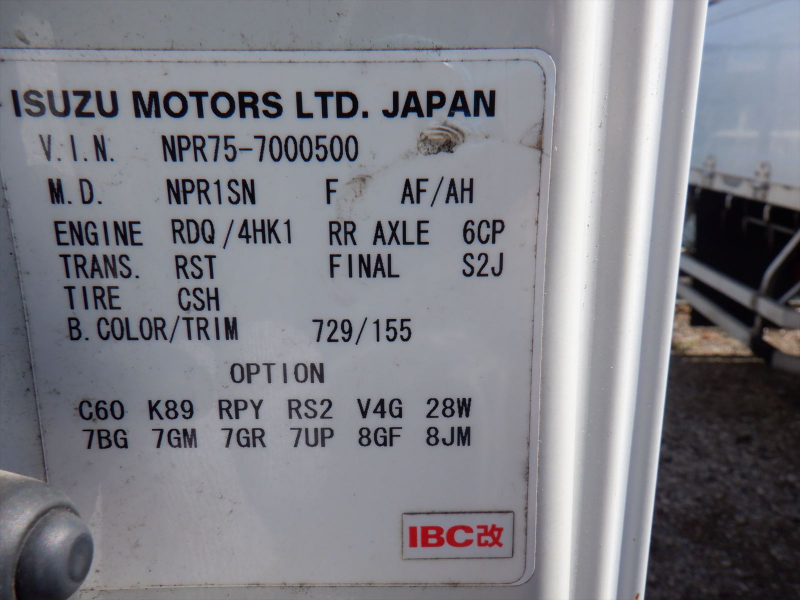 ISUZU MOTORS LTD. JAPAN
V.I.N. NPR75-7000500
M.D. NPR1SN F AF/AH
ENGINE RDQ/4HK1 RR AXLE 6CP
TRANS. RST FINAL S2J
TIRE CSH
B.COLOR/TRIM 729/155
OPTION
C60 K89 RPY RS2 V4G 28W
7BG 7GM 7GR 7UP 8GF 8JM
IBC改